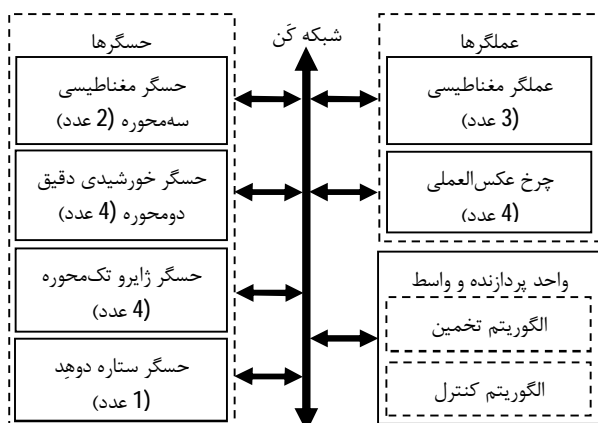 شبکه کَن
حسگرها
حسگر مغناطیسی
سه‌محوره (2 عدد)
حسگر خورشیدی دقیق
دومحوره (4 عدد)
حسگر ژایرو تک‌محوره
(4 عدد)
حسگر ستاره دوهِد
(1 عدد)
عملگرها
عملگر مغناطیسی
(3 عدد)
چرخ عکس‌العملی
(4 عدد)
واحد پردازنده و واسط
الگوریتم تخمین
الگوریتم کنترل